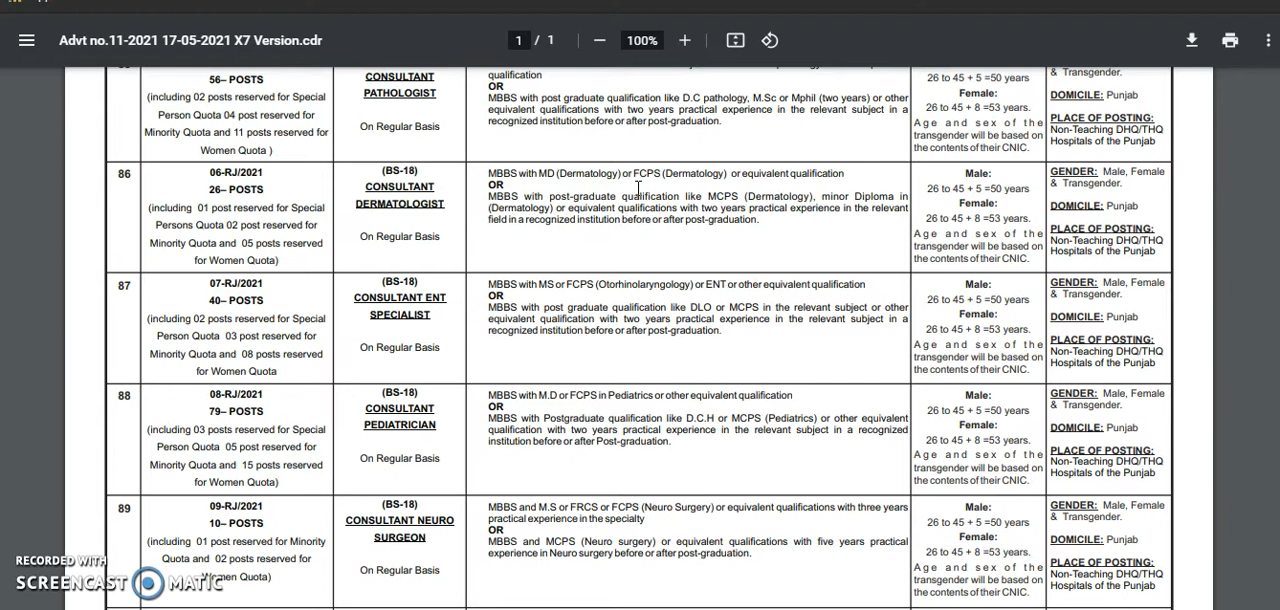 Advt no.11-2021 17-05-2021 X7 Version.cdr
1 / 1
100%
56– POSTS
(including 02 posts reserved for Special
Person Quota 04 post reserved for
Minority Quota and 11 posts reserved for
Women Quota )
CONSULTANT
PATHOLOGIST
On Regular Basis
qualification
OR
MBBS with post graduate qualification like D.C pathology, M.Sc or Mphil (two years) or other
equivalent qualifications with two years practical experience in the relevant subject in a
recognized institution before or after post-graduation.
26 to 45 + 5 =50 years
Female:
26 to 45 + 8 =53 years.
Age and sex of the
transgender will be based on
the contents of their CNIC.
& Transgender.
DOMICILE: Punjab
PLACE OF POSTING:
Non-Teaching DHQ/THQ
Hospitals of the Punjab
86
06-RJ/2021
26– POSTS
(including 01 post reserved for Special
Persons Quota 02 post reserved for
Minority Quota and 05 posts reserved
for Women Quota)
(BS-18)
CONSULTANT
DERMATOLOGIST
On Regular Basis
MBBS with MD (Dermatology) or FCPS (Dermatology) or equivalent qualification
OR
MBBS with post-graduate qualification like MCPS (Dermatology), minor Diploma in
(Dermatology) or equivalent qualifications with two years practical experience in the relevant
field in a recognized institution before or after post-graduation.
Male:
26 to 45 + 5 =50 years
Female:
26 to 45 + 8 =53 years.
Age and sex of the
transgender will be based on
the contents of their CNIC.
GENDER: Male, Female
& Transgender.
DOMICILE: Punjab
PLACE OF POSTING:
Non-Teaching DHQ/THQ
Hospitals of the Punjab
87
07-RJ/2021
40– POSTS
(including 02 post reserved for Special
Person Quota 03 post reserved for
Minority Quota and 08 posts reserved
for Women Quota
(BS-18)
CONSULTANT ENT
SPECIALIST
On Regular Basis
MBBS with MS or FCPS (Otorhinolaryngology) or ENT or other equivalent qualification
OR
MBBS with post graduate qualification like DLO or MCPS in the relevant subject or other
equivalent qualification with two years practical experience in the relevant subject in a
recognized institution before or after post-graduation.
Male:
26 to 45 + 5 =50 years
Female:
26 to 45 + 8 =53 years.
Age and sex of the
transgender will be based on
the contents of their CNIC.
GENDER: Male, Female
& Transgender.
DOMICILE: Punjab
PLACE OF POSTING:
Non-Teaching DHQ/THQ
Hospitals of the Punjab
88
08-RJ/2021
79– POSTS
(including 03 post reserved for Special
Person Quota 05 post reserved for
Minority Quota and 15 posts reserved
for Women Quota)
(BS-18)
CONSULTANT
PEDIATRICIAN
On Regular Basis
MBBS with M.D or FCPS in Pediatrics or other equivalent qualification
OR
MBBS with Postgraduate qualification like D.C.H or MCPS (Pediatrics) or other equivalent
qualification with two years practical experience in the relevant subject in a recognized
institution before or after Post-graduation.
Male:
26 to 45 + 5 =50 years
Female:
26 to 45 + 8 =53 years.
Age and sex of the
transgender will be based on
the contents of their CNIC.
GENDER: Male, Female
& Transgender.
DOMICILE: Punjab
PLACE OF POSTING:
Non-Teaching DHQ/THQ
Hospitals of the Punjab
89
09-RJ/2021
10– POSTS
(including 01 post reserved for Minority
Quota and 02 posts reserved for
Women Quota)
(BS-18)
CONSULTANT NEURO
SURGEON
On Regular Basis
MBBS and M.S or FRCS or FCPS (Neuro Surgery) or equivalent qualifications with three years
practical experience in the specialty
OR
MBBS and MCPS (Neuro surgery) or equivalent qualifications with five years practical
experience in Neuro surgery before or after post-graduation.
Male:
26 to 45 + 5 =50 years
Female:
26 to 45 + 8 =53 years.
Age and sex of the
transgender will be based on
the contents of their CNIC.
GENDER: Male, Female
& Transgender.
DOMICILE: Punjab
PLACE OF POSTING:
Non-Teaching DHQ/THQ
Hospitals of the Punjab
RECORDED WITH
SCREENCAST MATIC